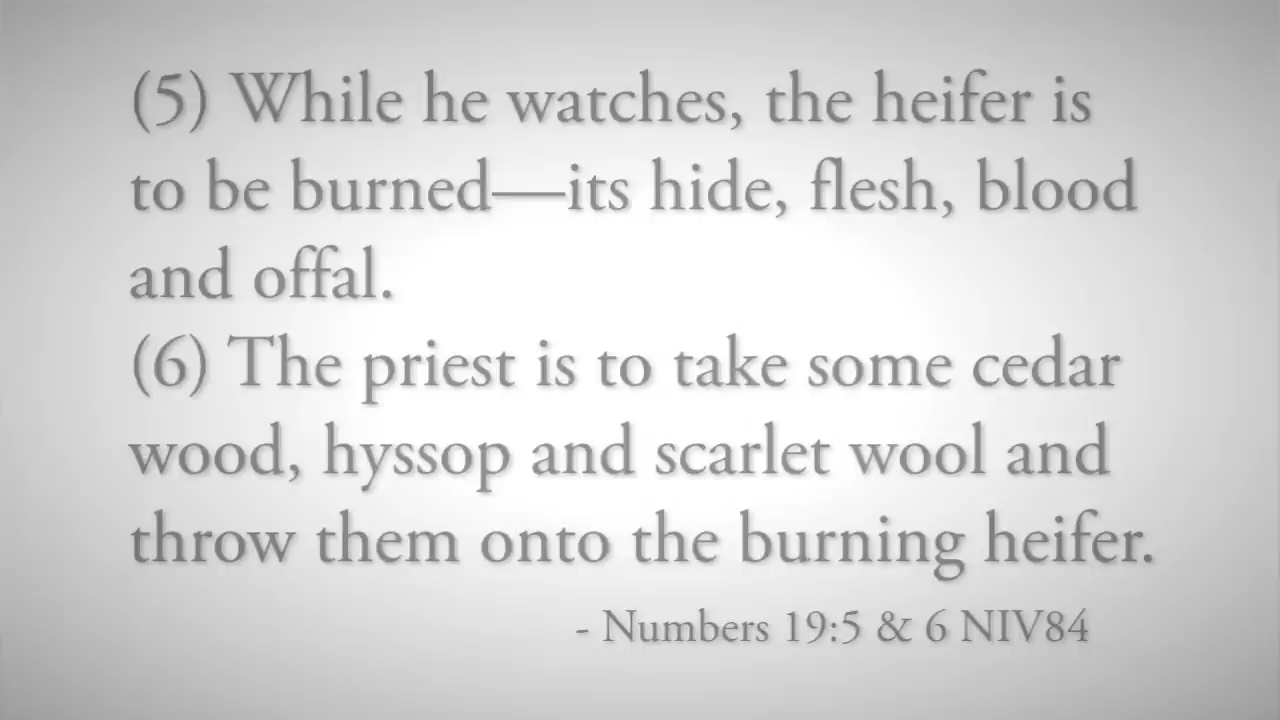 (5) While he watches, the heifer is
to be burned—its hide, flesh, blood
and offal.
(6) The priest is to take some cedar
wood, hyssop and scarlet wool and
throw them onto the burning heifer.
- Numbers 19:5 & 6 NIV84